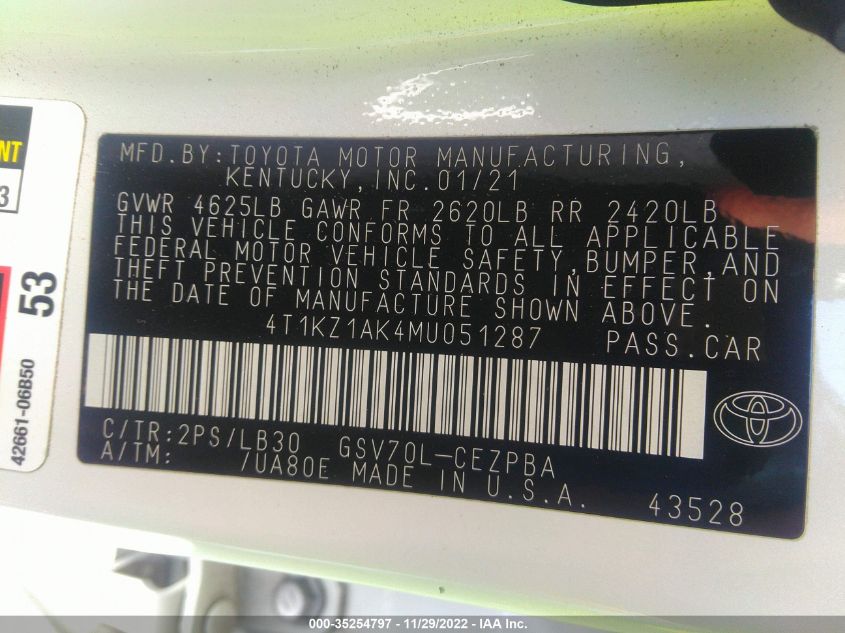 NT
3
53
42661-06B50
MFD.BY:TOYOTA MOTOR MANUFACTURING,
KENTUCKY,INC.01/21
GVWR 4625LB GAWR FR 2620LB RR 2420LB
THIS VEHICLE CONFORMS TO ALL APPLICABLE
FEDERAL MOTOR VEHICLE SAFETY,BUMPER,AND
THEFT PREVENTION STANDARDS IN EFFECT ON
THE DATE OF MANUFACTURE SHOWN ABOVE.
4T1KZ1AK4MU051287 PASS.CAR
C/TR:2PS/LB30 GSV70L-CEZPBA
A/TM: /UA80E MADE IN U.S.A.
43528
000-35254797 - 11/29/2022 - IAA Inc.